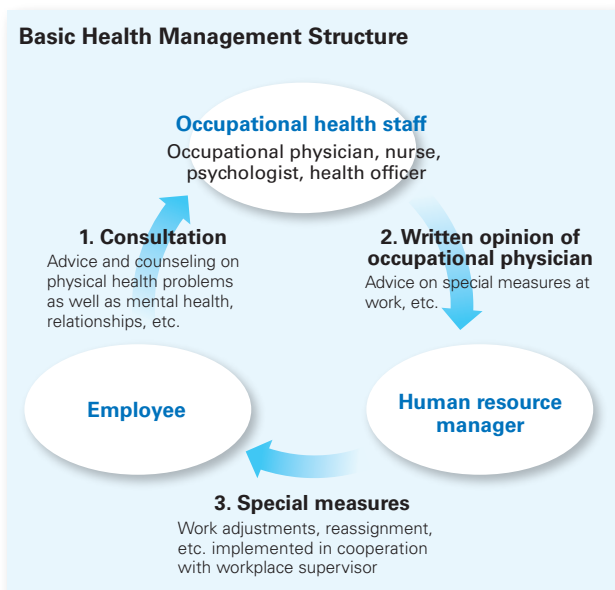 Basic Health Management Structure
Occupational health staff
Occupational physician, nurse,
psychologist, health officer
1. Consultation
Advice and counseling on
physical health problems
as well as mental health,
relationships, etc.
2. Written opinion of
occupational physician
Advice on special measures at
work, etc.
Employee
Human resource
manager
3. Special measures
Work adjustments, reassignment,
etc. implemented in cooperation
with workplace supervisor